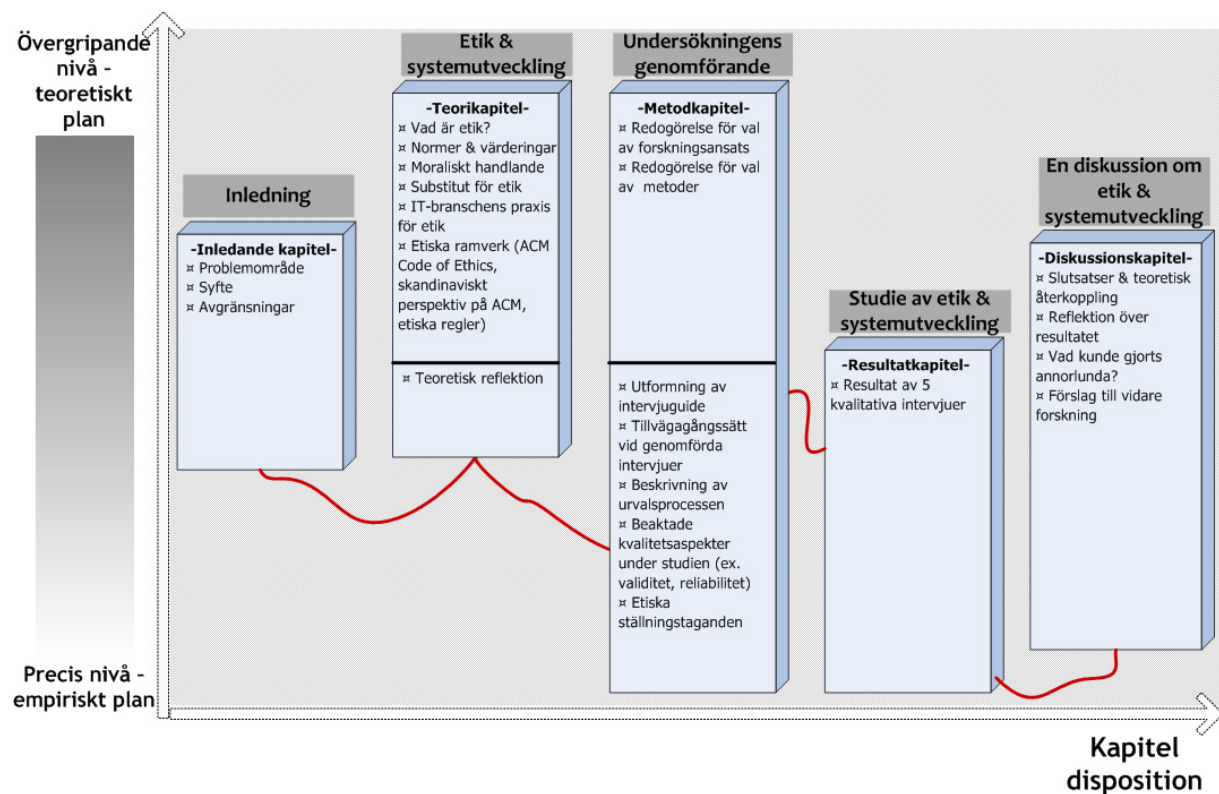 Övergripande
nivå -
teoretiskt
plan
Precis nivå -
empiriskt plan
Inledning
-Inledande kapitel-
¤ Problemområde
¤ Syfte
¤ Avgränsningar
Etik &
systemutveckling
-Teorikapitel-
¤ Vad är etik?
¤ Normer & värderingar
¤ Moraliskt handlande
¤ Substitut för etik
¤ IT-branschens praxis
för etik
¤ Etiska ramverk (ACM
Code of Ethics,
skandinaviskt
perspektiv på ACM,
etiska regler)
¤ Teoretisk reflektion
Undersökningens
genomförande
-Metodkapitel-
¤ Redogörelse för val
av forskningsansats
¤ Redogörelse för val
av metoder
¤ Utformning av
intervjuguide
¤ Tillvägagångssätt
vid genomförda
intervjuer
¤ Beskrivning av
urvalsprocessen
¤ Beaktade
kvalitetsaspekter
under studien (ex.
validitet, reliabilitet)
¤ Etiska
ställningstaganden
Studie av etik &
systemutveckling
-Resultatkapitel-
¤ Resultat av 5
kvalitativa intervjuer
En diskussion om
etik &
systemutveckling
-Diskussionskapitel-
¤ Slutsatser & teoretisk
återkoppling
¤ Reflektion över
resultatet
¤ Vad kunde gjorts
annorlunda?
¤ Förslag till vidare
forskning
Kapitel
disposition